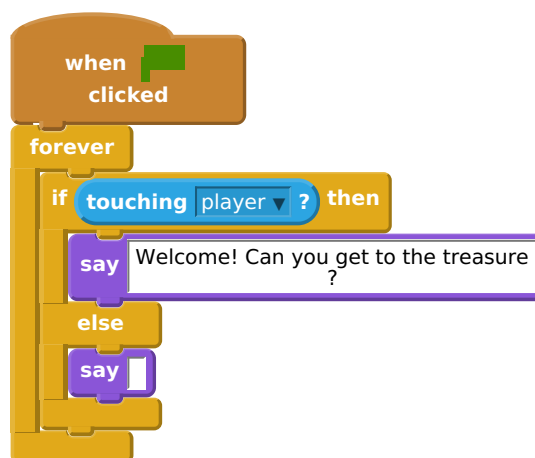 when
clicked
forever
if touching player ▼ ? then
say Welcome! Can you get to the treasure
?
else
say